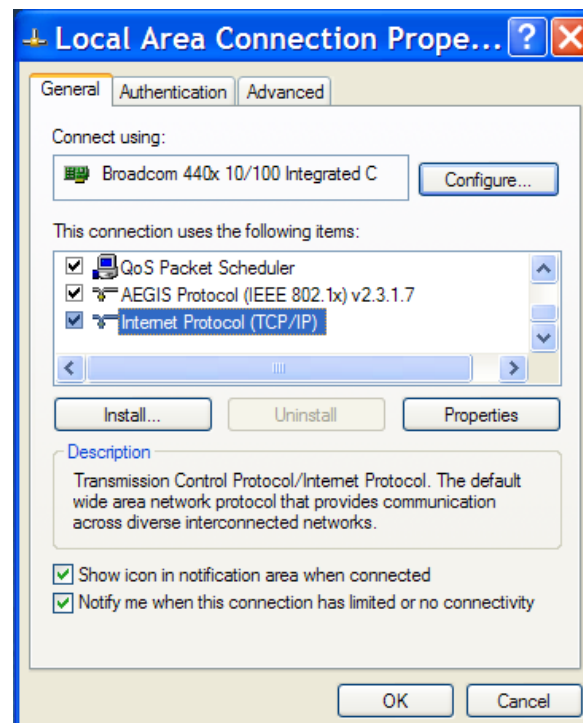 Local Area Connection Prope...
General
Authentication
Advanced
Connect using:
Broadcom 440x 10/100 Integrated C
Configure...
This connection uses the following items:
QoS Packet Scheduler
AEGIS Protocol (IEEE 802.1x) v2.3.1.7
Internet Protocol (TCP/IP)
Install...
Uninstall
Properties
Description
Transmission Control Protocol/Internet Protocol. The default
wide area network protocol that provides communication
across diverse interconnected networks.
Show icon in notification area when connected
Notify me when this connection has limited or no connectivity
OK
Cancel